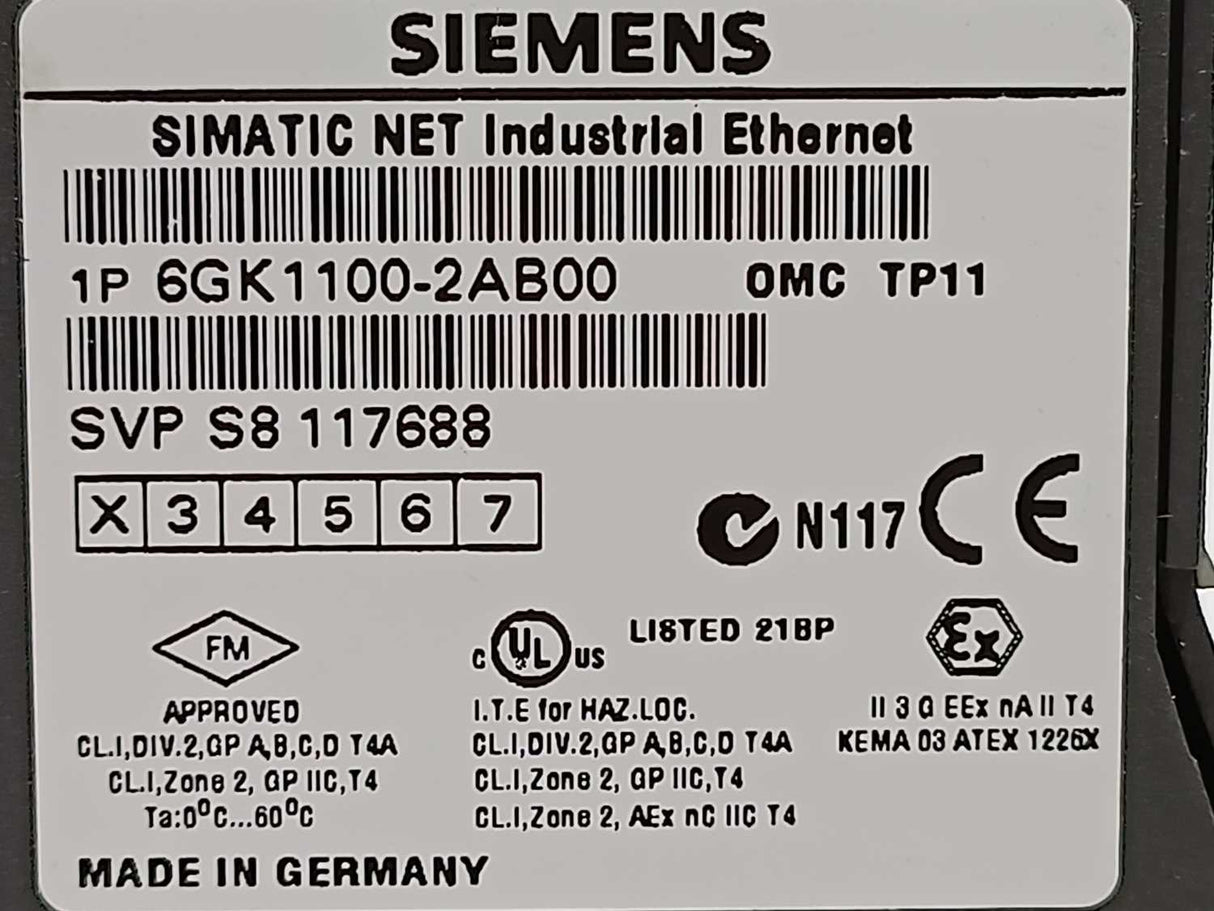 SIEMENS
SIMATIC NET Industrial Ethernet
1P 6GK1100-2AB00 OMC TP11
SVP S8117688
X 3 4 5 6 7
N117 CE
FM
APPROVED
CL.I,DIV.2,GP A,B,C,D T4A
CL.I,Zone 2, GP IIC,T4
Ta:0°C...60°C
C UL US LISTED 21BP
I.T.E for HAZ.LOC.
CL.I,DIV.2,GP A,B,C,D T4A
CL.I,Zone 2, GP IIC,T4
CL.I,Zone 2, AEx nC IIC T4
Ex
II 3 G EEx nA II T4
KEMA 03 ATEX 1226X
MADE IN GERMANY